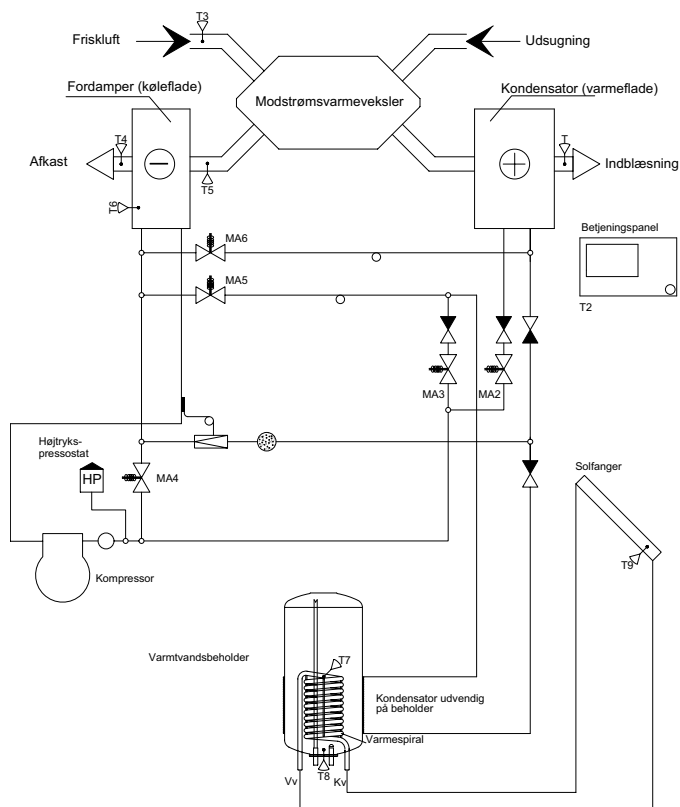 T3
Friskluft
Udsugning
Fordamper (køleflade)
Modstrømsvarmeveksler
Kondensator (varmeflade)
T4
T
Afkast
Indblæsning
T5
T6
Betjeningspanel
MA6
MA5
T2
MA3
MA2
Højtryks-
pressostat
HP
MA4
Solfanger
T9
Kompressor
Varmtvandsbeholder
T7
Kondensator udvendig
på beholder
Varmespiral
T8
Vv
Kv